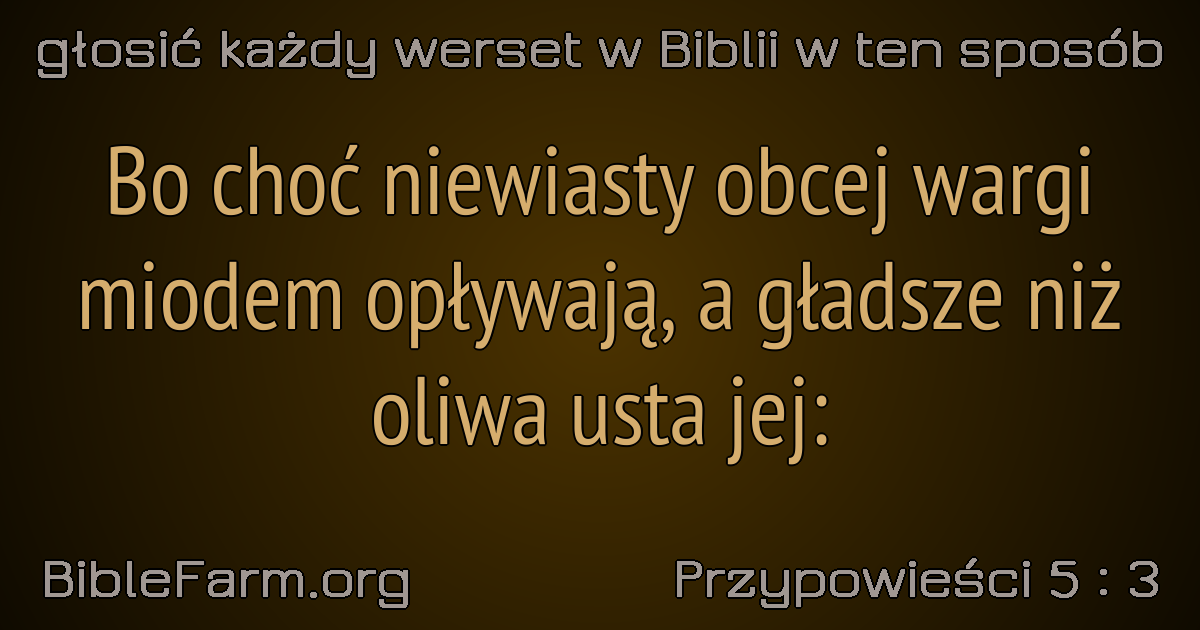 głosić każdy werset w Biblii w ten sposób
Bo choć niewiasty obcej wargi
miodem opływają, a gładsze niż
oliwa usta jej:
BibleFarm.org
Przypowieści 5 : 3